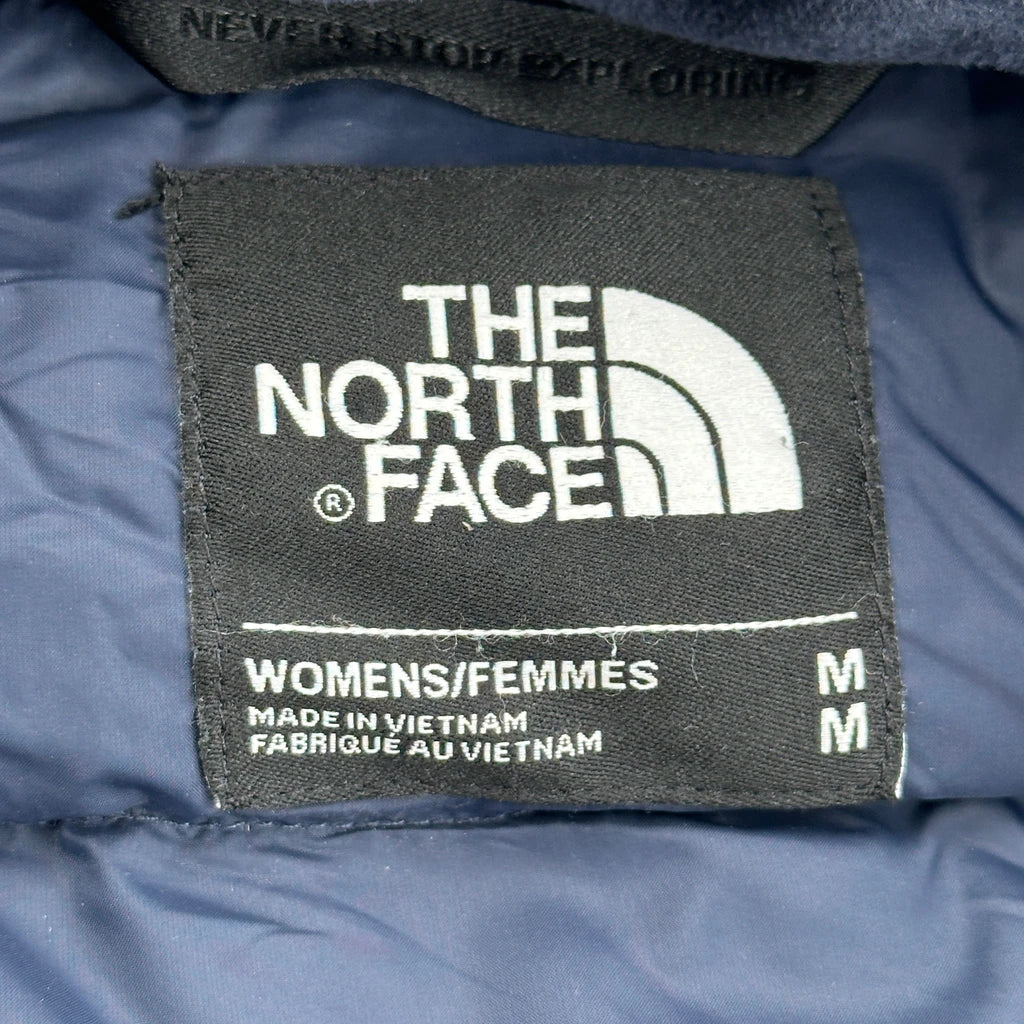 NEVER STOP EXPLORING
THE
NORTH
® FACE
WOMENS/FEMMES M
MADE IN VIETNAM
FABRIQUÉ AU VIETNAM M